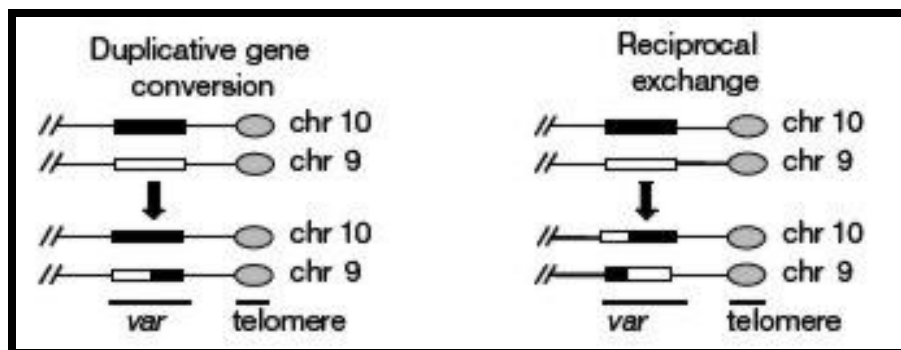 Duplicative gene
conversion
chr 10
chr 9
chr 10
chr 9
var telomere
Reciprocal
exchange
chr 10
chr 9
chr 10
chr 9
var telomere